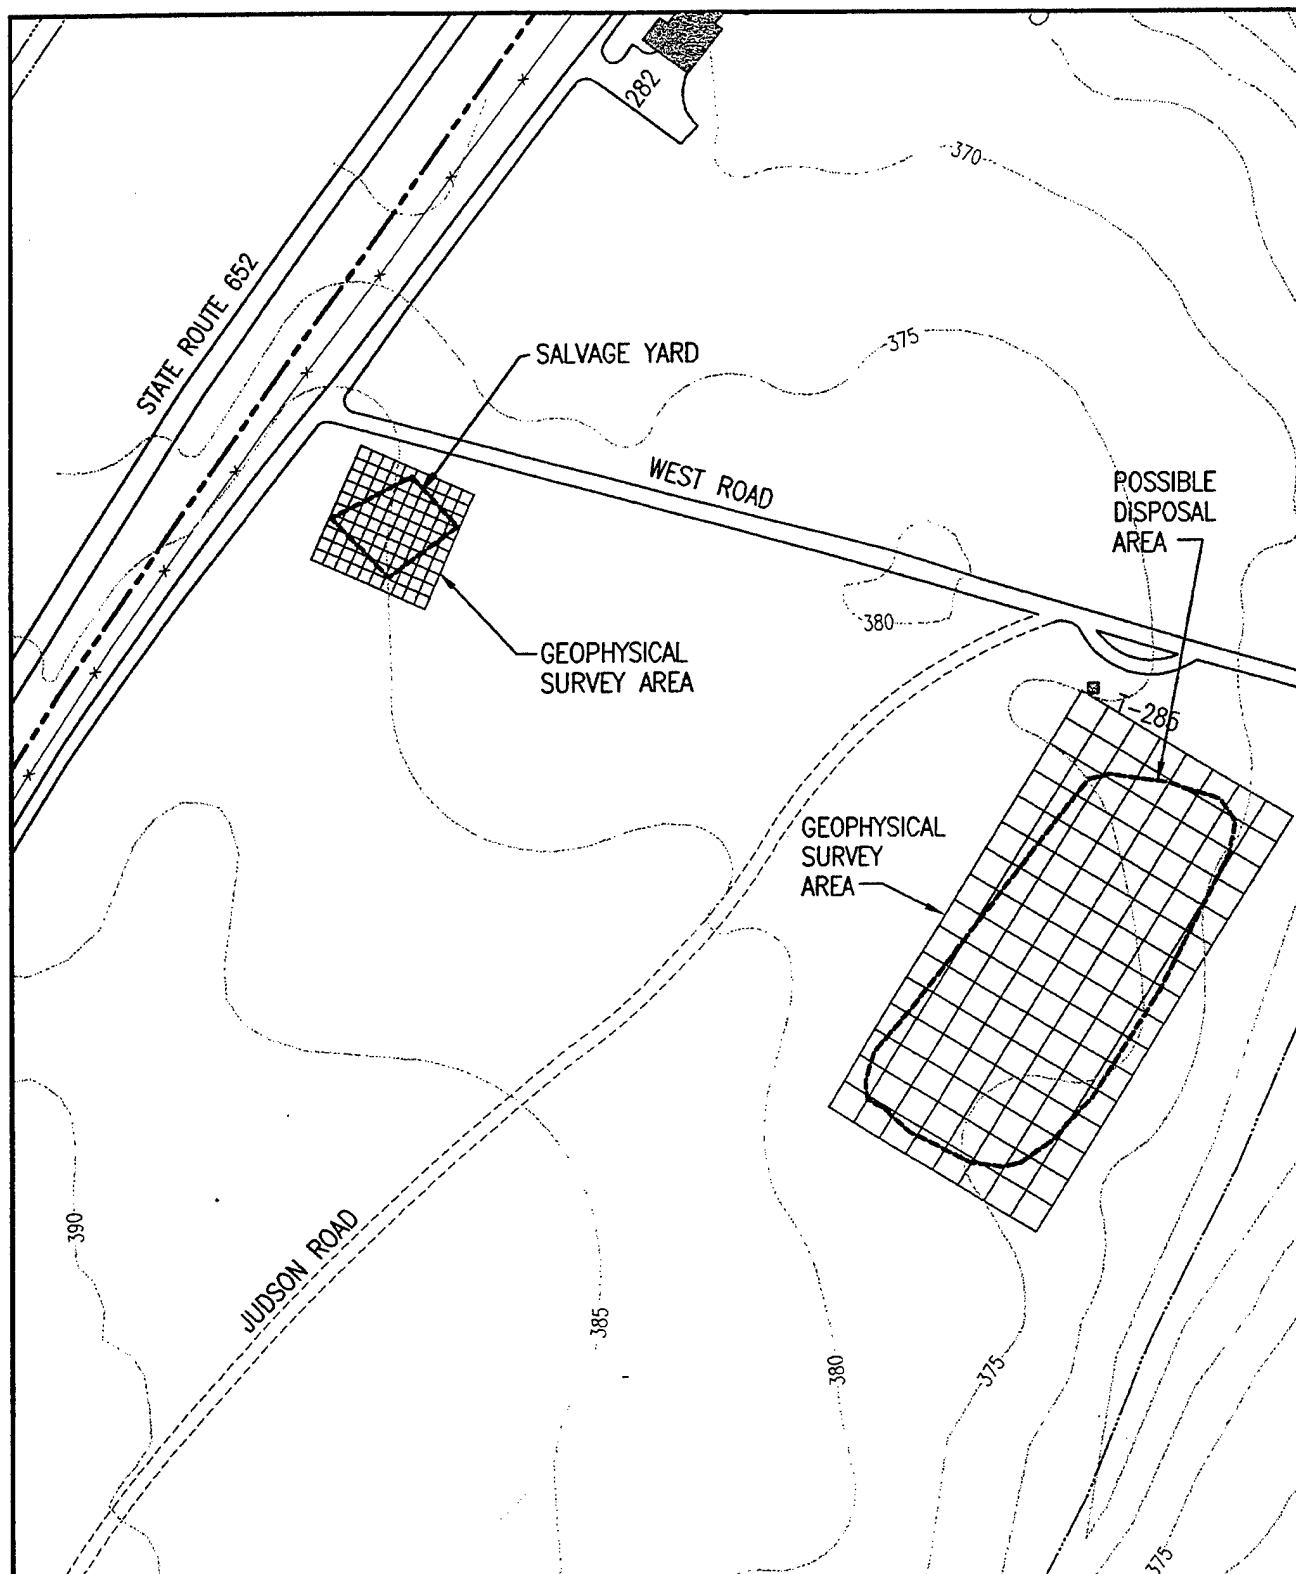 282
370
STATE ROUTE 652
375
SALVAGE YARD
WEST ROAD
POSSIBLE
DISPOSAL
AREA
380
GEOPHYSICAL
SURVEY AREA
T-285
GEOPHYSICAL
SURVEY
AREA
390
JUDSON ROAD
385
380
375
375